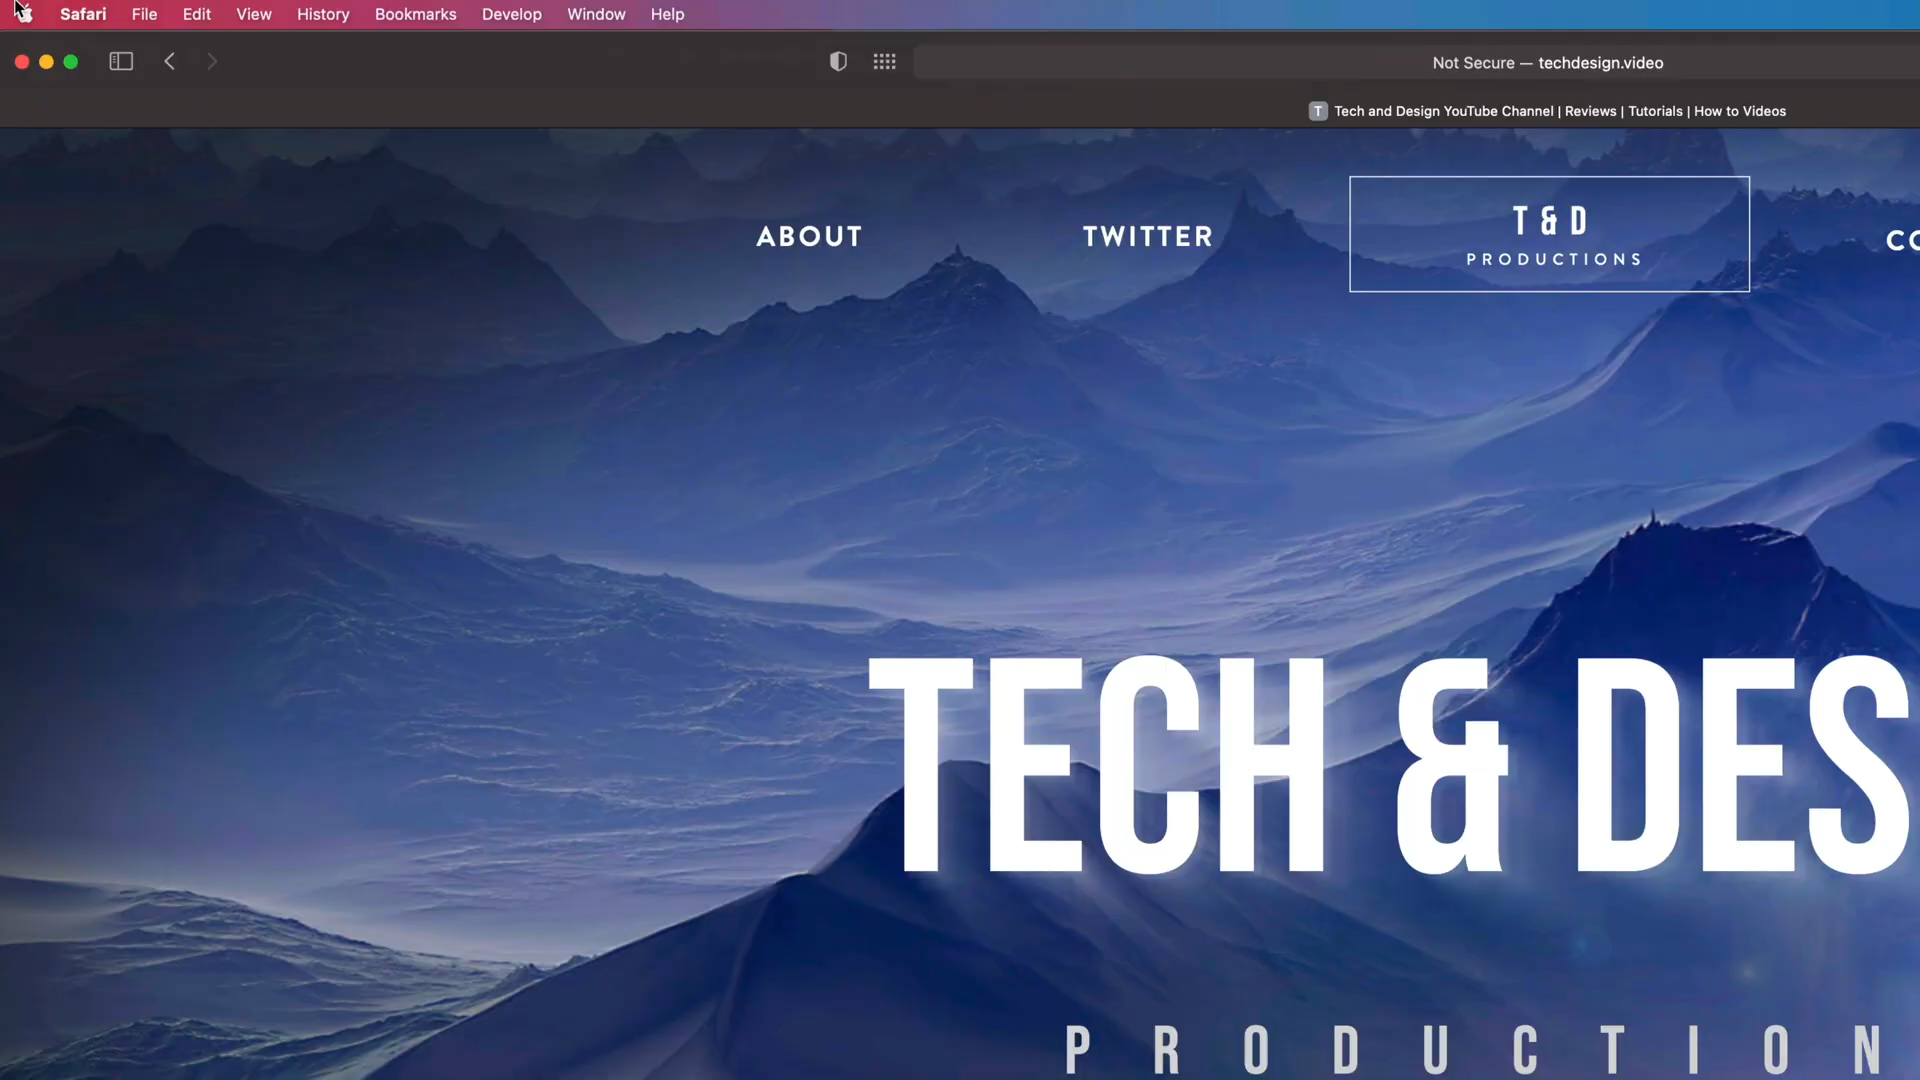 Safari File Edit View History Bookmarks Develop Window Help
Not Secure — techdesign.video
T Tech and Design YouTube Channel | Reviews | Tutorials | How to Videos
ABOUT TWITTER T & D CO
PRODUCTIONS
TECH & DES
PRODUCTION